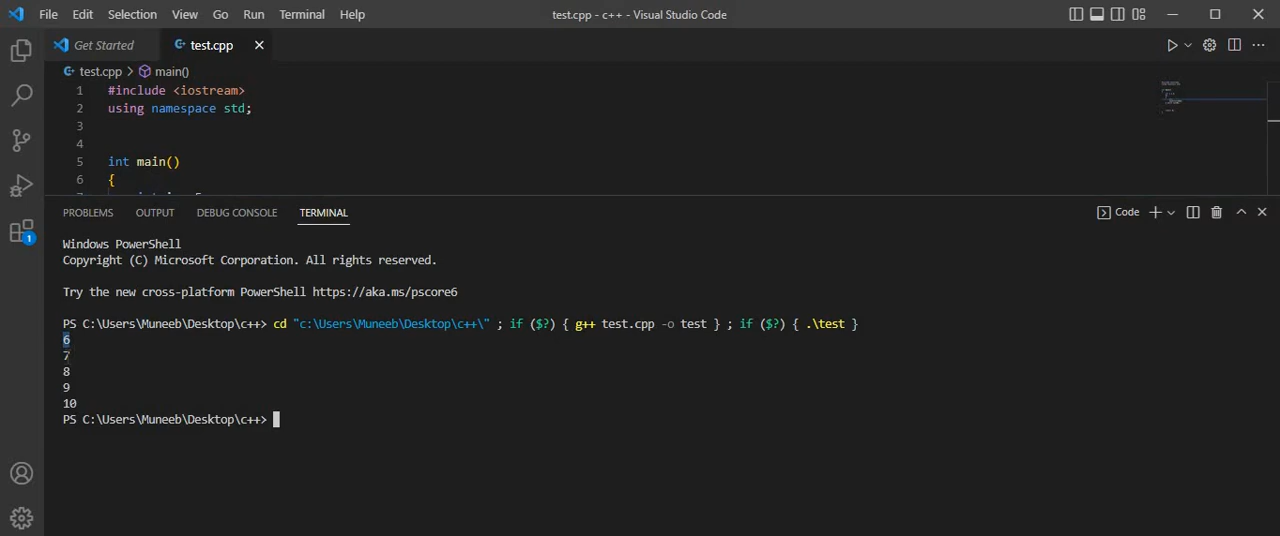 File Edit Selection View Go Run Terminal Help test.cpp - c++ - Visual Studio Code
Get Started test.cpp
test.cpp > main()
1 #include <iostream>
2 using namespace std;
3
4
5 int main()
6 {
PROBLEMS OUTPUT DEBUG CONSOLE TERMINAL Code
Windows PowerShell
Copyright (C) Microsoft Corporation. All rights reserved.
Try the new cross-platform PowerShell https://aka.ms/pscore6
PS C:\Users\Muneeb\Desktop\c++> cd "c:\Users\Muneeb\Desktop\c++\" ; if ($?) { g++ test.cpp -o test } ; if ($?) { .\test }
6
7
8
9
10
PS C:\Users\Muneeb\Desktop\c++>
1